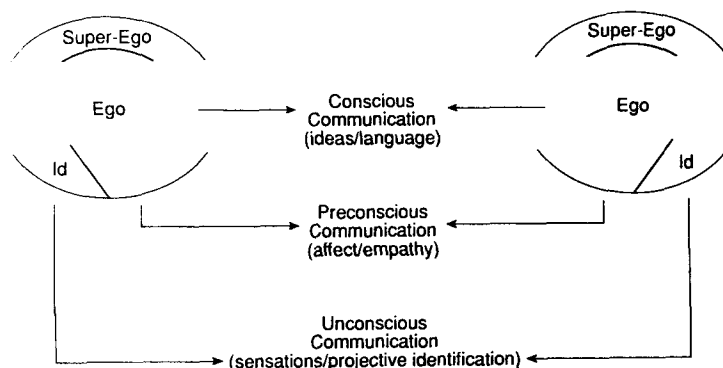 Super-Ego
Ego
Id
Super-Ego
Ego
Id
Conscious
Communication
(ideas/language)
Preconscious
Communication
(affect/empathy)
Unconscious
Communication
(sensations/projective identification)